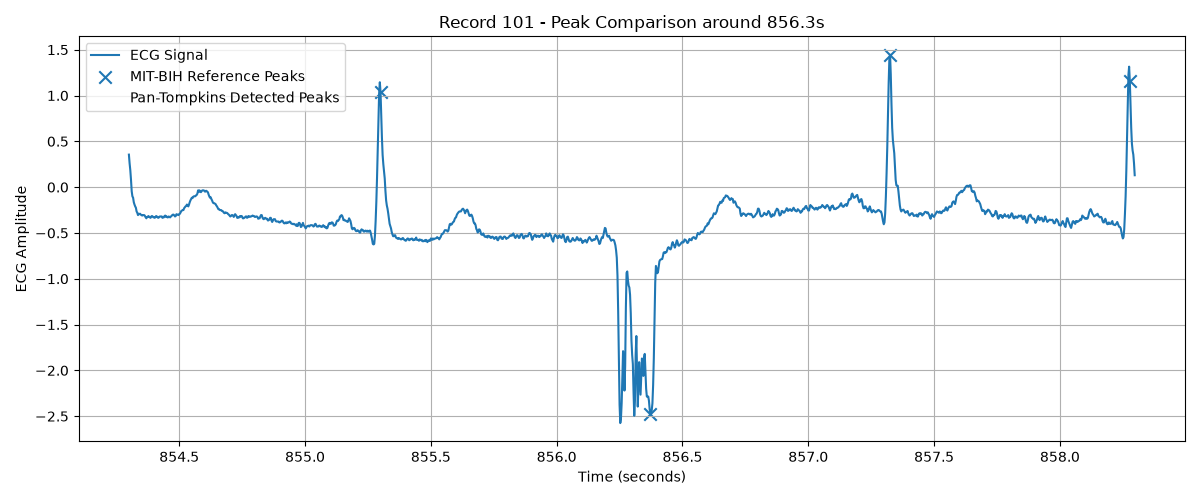 Record 101 - Peak Comparison around 856.3s
ECG Signal
MIT-BIH Reference Peaks
Pan-Tompkins Detected Peaks
1.5
1.0
0.5
0.0
−0.5
−1.0
−1.5
−2.0
−2.5
ECG Amplitude
854.5 855.0 855.5 856.0 856.5 857.0 857.5 858.0
Time (seconds)